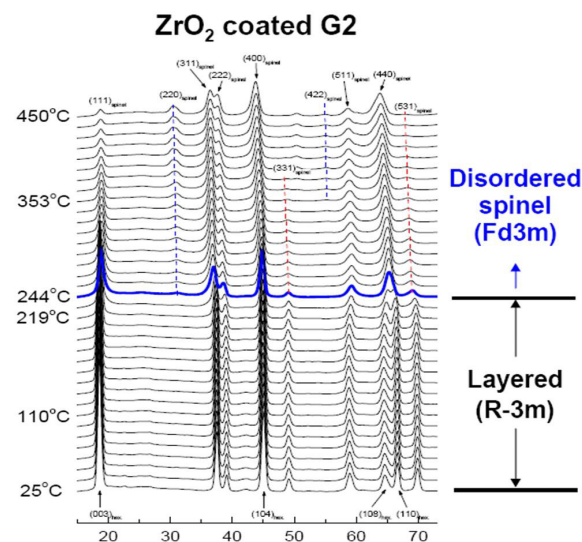 ZrO₂ coated G2
(400)spinel
(311)spinel
(222)spinel
(511)spinel
(440)spinel
(111)spinel
(220)spinel
(422)spinel
(531)spinel
450°C
(331)spinel
353°C
Disordered
spinel
(Fd3m)
244°C
219°C
Layered
(R-3m)
110°C
25°C
(003)hex.
(104)hex.
(108)hex.
(110)hex.
15 20 30 40 50 60 70